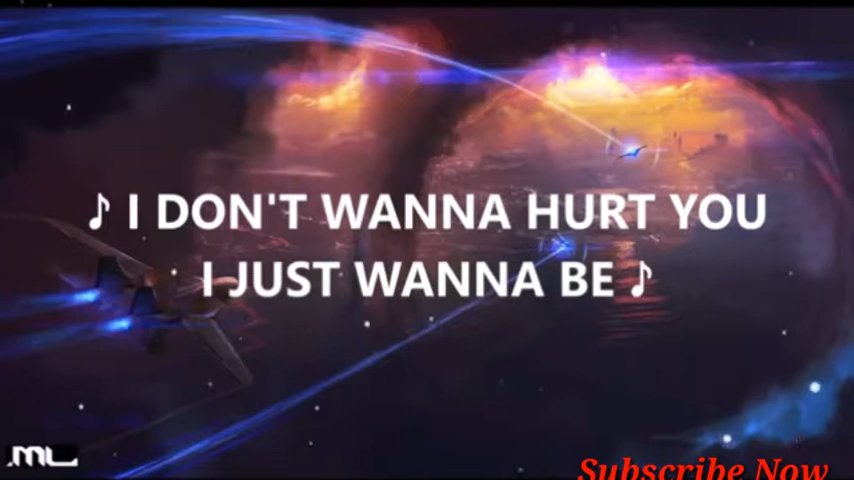 ♪ I DON'T WANNA HURT YOU
I JUST WANNA BE ♪
ML
Subscribe Now